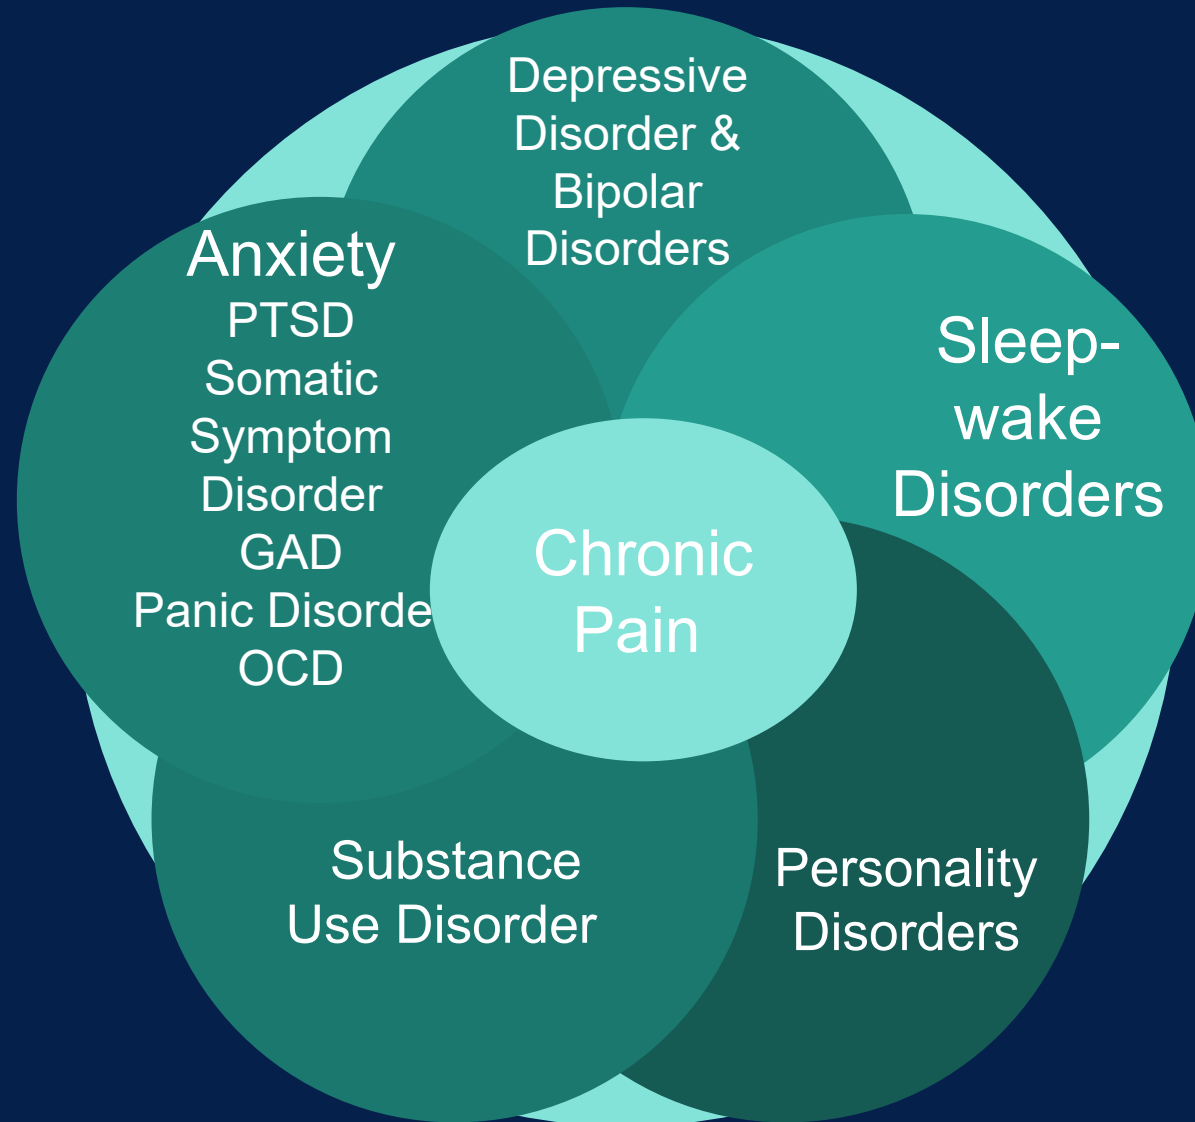 Depressive
Disorder &
Bipolar
Disorders
Anxiety
PTSD
Somatic
Symptom
Disorder
GAD
Panic Disorde
OCD
Sleep-
wake
Disorders
Chronic
Pain
Substance
Use Disorder
Personality
Disorders